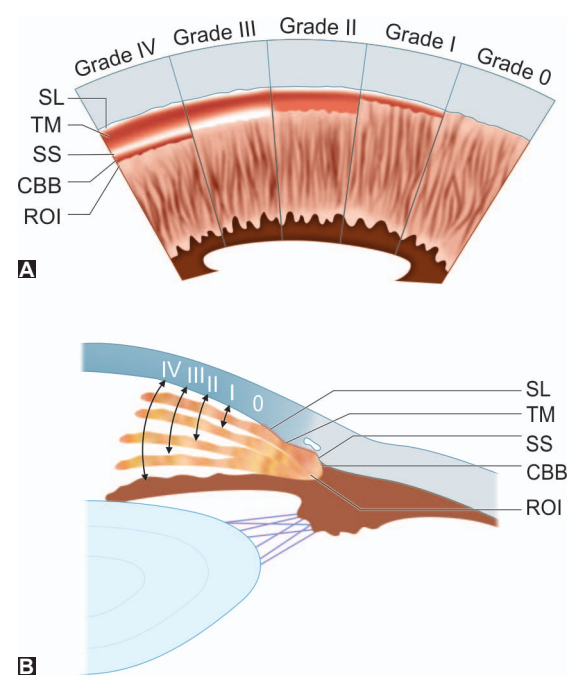 Grade IV
Grade III
Grade II
Grade I
Grade 0
SL
TM
SS
CBB
ROI
A
IV
III
II
I
0
SL
TM
SS
CBB
ROI
B